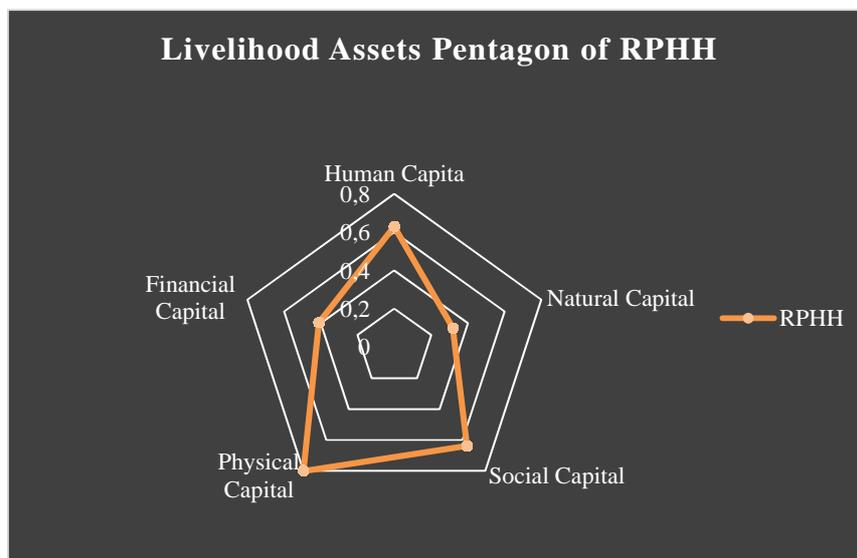 Livelihood Assets Pentagon of RPHH
Human Capita
0,8
0,6
0,4
0,2
0
Financial
Capital
Natural Capital
RPHH
Physical
Capital
Social Capital